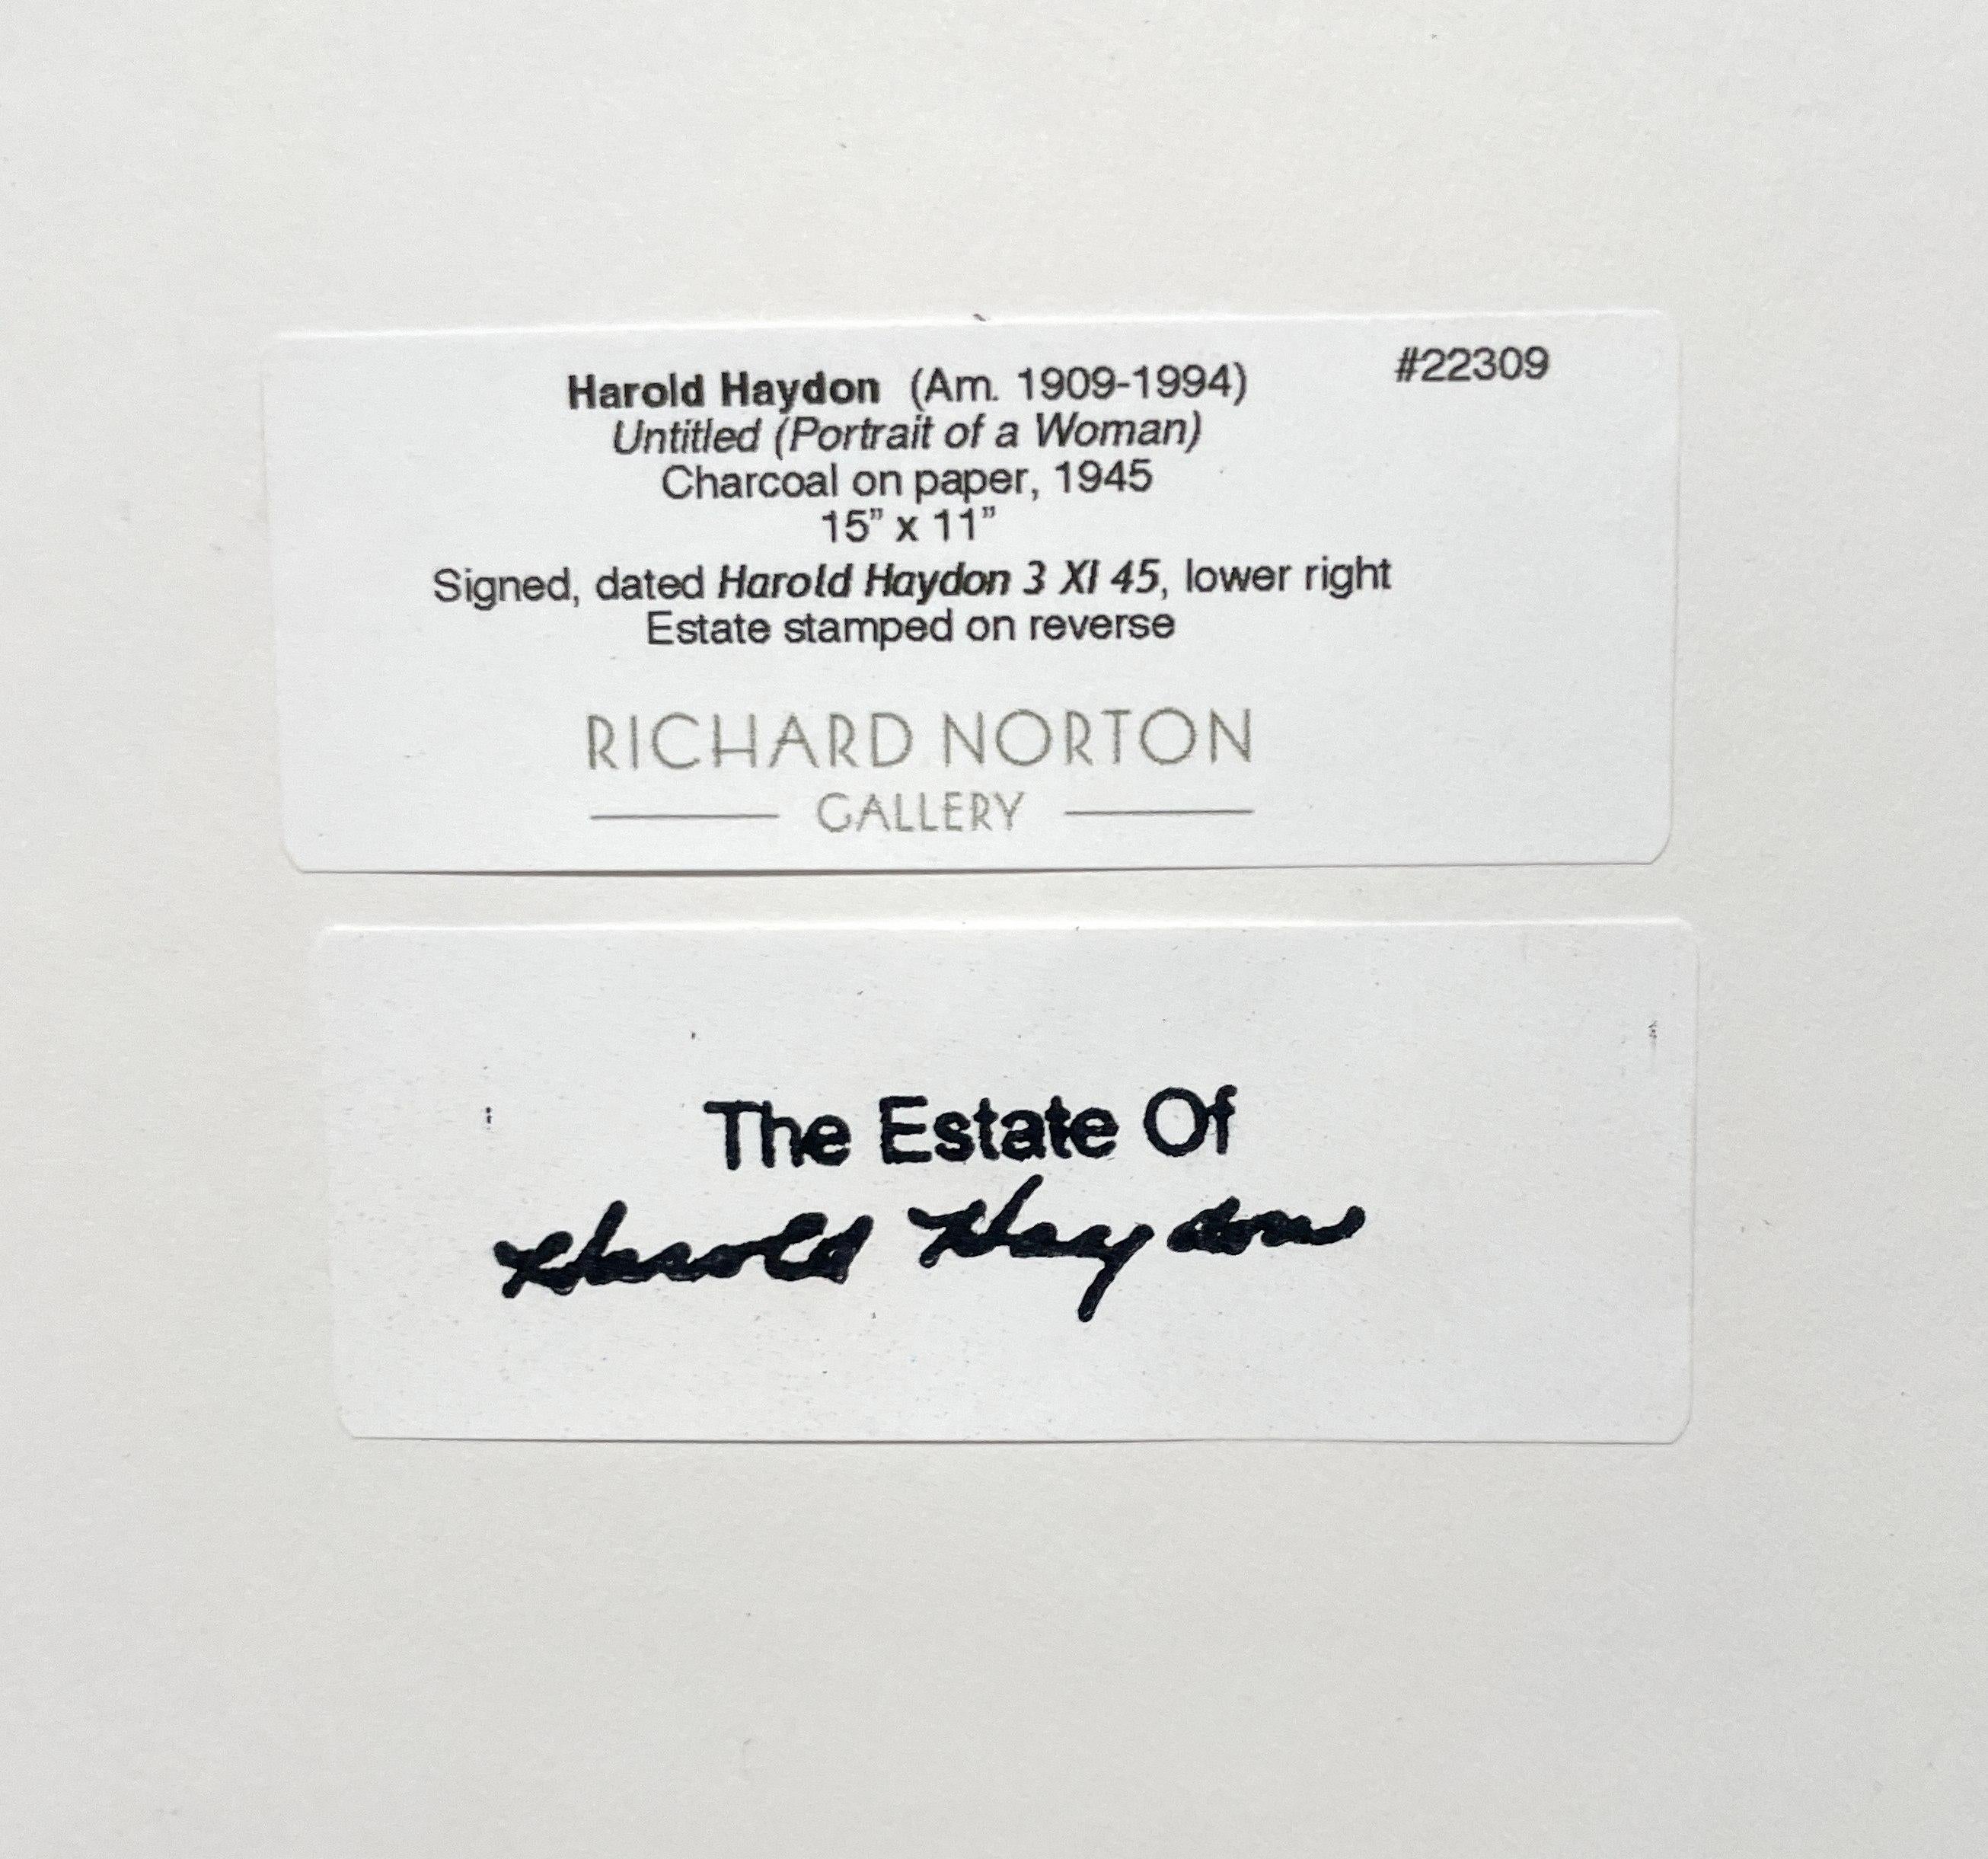 Harold Haydon (Am. 1909-1994) #22309
Untitled (Portrait of a Woman)
Charcoal on paper, 1945
15” x 11”
Signed, dated Harold Haydon 3 XI 45, lower right
Estate stamped on reverse
RICHARD NORTON
GALLERY
The Estate Of
Harold Haydon